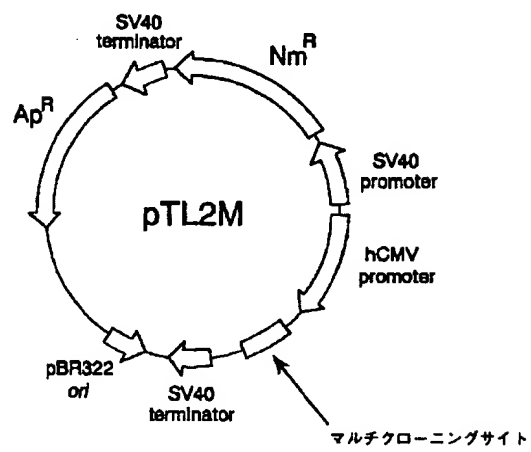 SV40
terminator
Nm^R
Ap^R
SV40
promoter
pTL2M
hCMV
promoter
pBR322
ori
SV40
terminator
マルチクローニングサイト